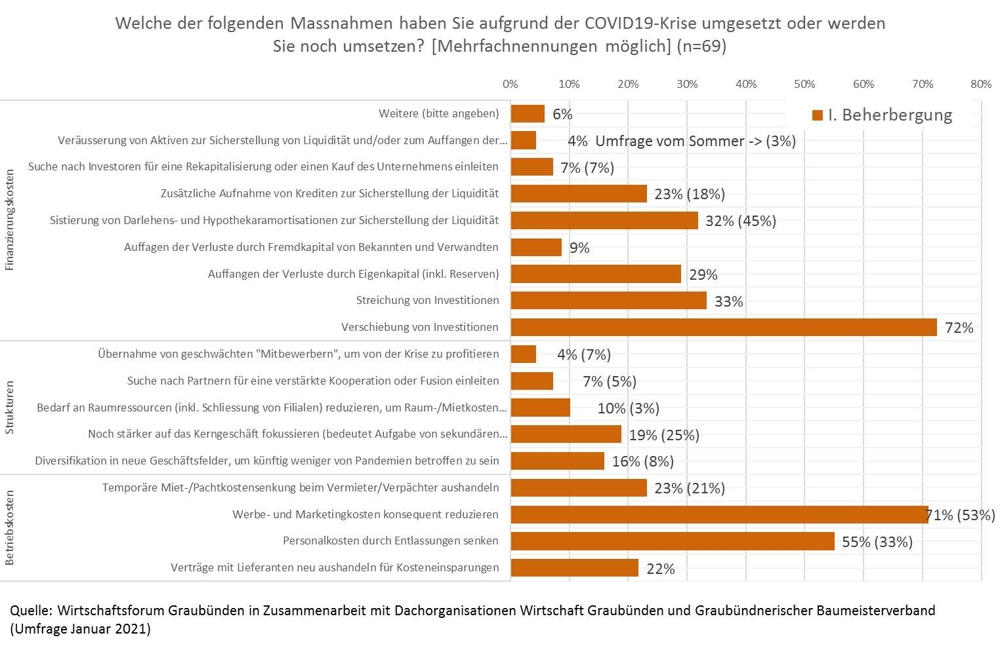 Welche der folgenden Massnahmen haben Sie aufgrund der COVID19-Krise umgesetzt oder werden
Sie noch umsetzen? [Mehrfachnennungen möglich] (n=69)
0% 10% 20% 30% 40% 50% 60% 70% 80%
I. Beherbergung
Finanzierungskosten
Weitere (bitte angeben) 6%
Veräusserung von Aktiven zur Sicherstellung von Liquidität und/oder zum Auffangen der... 4% Umfrage vom Sommer -> (3%)
Suche nach Investoren für eine Rekapitalisierung oder einen Kauf des Unternehmens einleiten 7% (7%)
Zusätzliche Aufnahme von Krediten zur Sicherstellung der Liquidität 23% (18%)
Sistierung von Darlehens- und Hypothekaramortisationen zur Sicherstellung der Liquidität 32% (45%)
Auffagen der Verluste durch Fremdkapital von Bekannten und Verwandten 9%
Auffangen der Verluste durch Eigenkapital (inkl. Reserven) 29%
Streichung von Investitionen 33%
Verschiebung von Investitionen 72%
Strukturen
Übernahme von geschwächten "Mitbewerbern", um von der Krise zu profitieren 4% (7%)
Suche nach Partnern für eine verstärkte Kooperation oder Fusion einleiten 7% (5%)
Bedarf an Raumressourcen (inkl. Schliessung von Filialen) reduzieren, um Raum-/Mietkosten... 10% (3%)
Noch stärker auf das Kerngeschäft fokussieren (bedeutet Aufgabe von sekundären... 19% (25%)
Diversifikation in neue Geschäftsfelder, um künftig weniger von Pandemien betroffen zu sein 16% (8%)
Betriebskosten
Temporäre Miet-/Pachtkostensenkung beim Vermieter/Verpächter aushandeln 23% (21%)
Werbe- und Marketingkosten konsequent reduzieren 71% (53%)
Personalkosten durch Entlassungen senken 55% (33%)
Verträge mit Lieferanten neu aushandeln für Kosteneinsparungen 22%
Quelle: Wirtschaftsforum Graubünden in Zusammenarbeit mit Dachorganisationen Wirtschaft Graubünden und Graubündnerischer Baumeisterverband
(Umfrage Januar 2021)